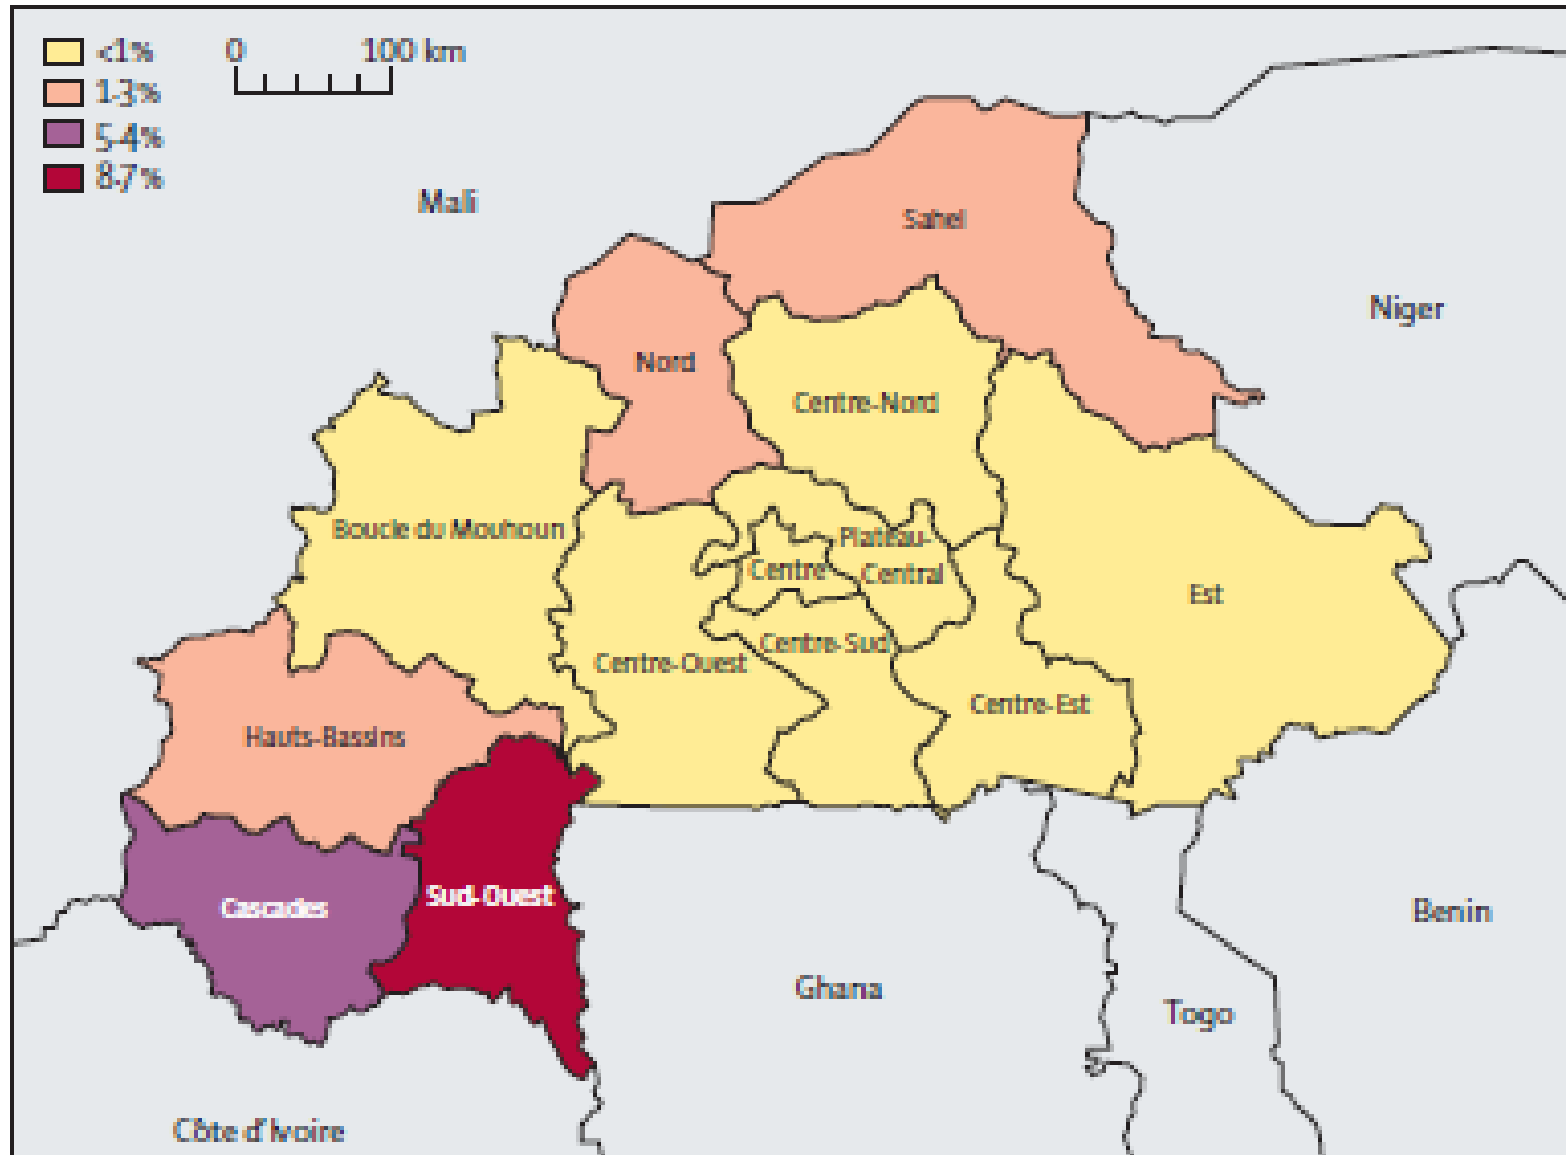 <1%
1-3%
5·4%
8·7%
0 100 km
Mali
Sahel
Niger
Nord
Centre-Nord
Boucle du Mouhoun
Plateau-
Central
Centre
Est
Centre-Sud
Centre-Ouest
Centre-Est
Hauts-Bassins
Sud-Ouest
Cascades
Benin
Ghana
Togo
Côte d'Ivoire